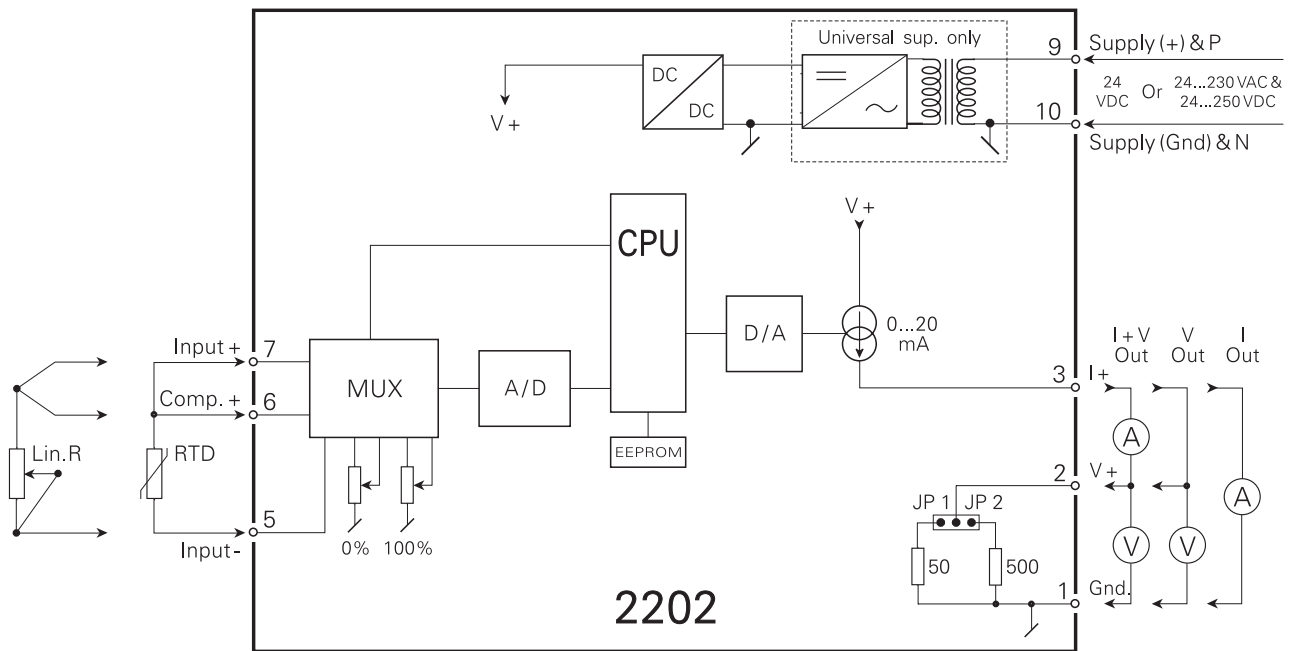 Universal sup. only
9
Supply (+) & P
DC
DC
24
VDC
Or
24...230 VAC &
24...250 VDC
V +
10
Supply (Gnd) & N
V +
CPU
D/A
0...20
mA
I + V
Out
V
Out
I
Out
Input +
7
MUX
A/D
3
I +
Comp. +
6
A
Lin.R
RTD
EEPROM
2
V +
A
JP 1
JP 2
5
Input -
0%
100%
V
V
50
500
1
Gnd.
2202